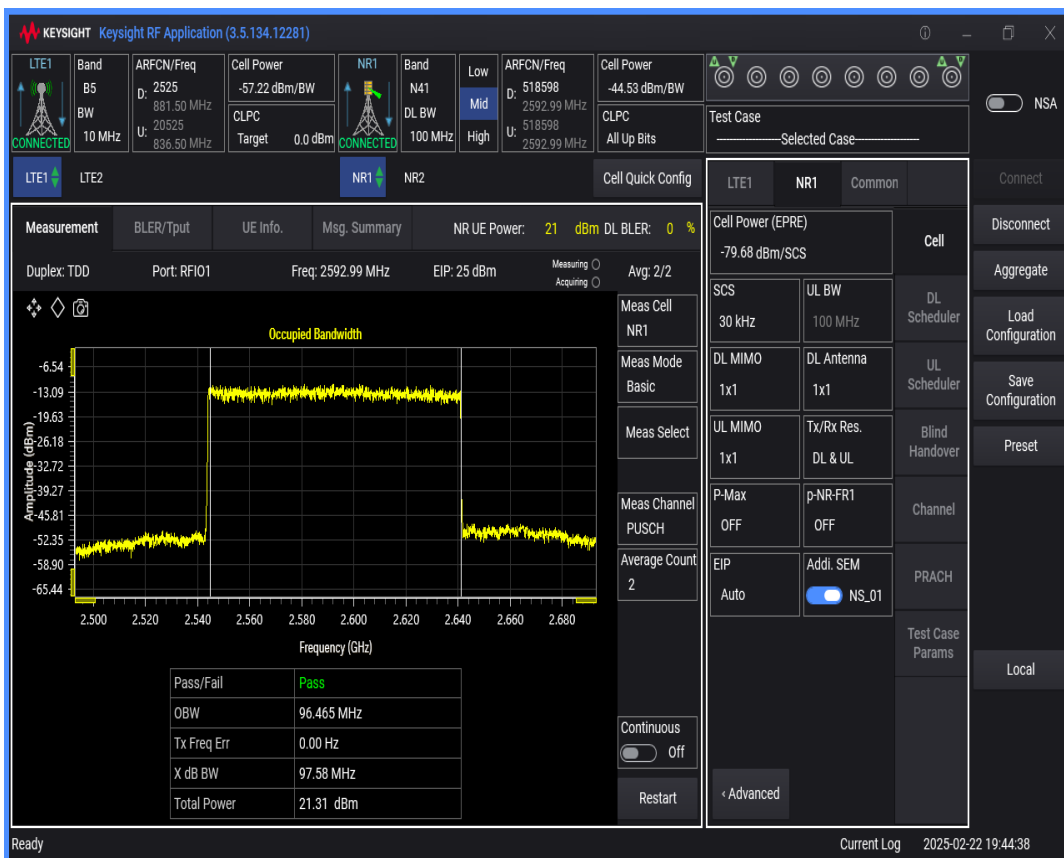 KEYSIGHT Keysight RF Application (3.5.134.12281)
LTE1
CONNECTED
Band
B5
BW
10 MHz
ARFCN/Freq
D: 2525
881.50 MHz
U: 20525
836.50 MHz
Cell Power
-57.22 dBm/BW
CLPC
Target 0.0 dBm
NR1
CONNECTED
Band
N41
DL BW
100 MHz
Low
Mid
High
ARFCN/Freq
D: 518598
2592.99 MHz
U: 518598
2592.99 MHz
Cell Power
-44.53 dBm/BW
CLPC
All Up Bits
Test Case
----------------Selected Case----------------
NSA
LTE1 LTE2 NR1 NR2 Cell Quick Config
Measurement BLER/Tput UE Info. Msg. Summary NR UE Power: 21 dBm DL BLER: 0 %
Duplex: TDD Port: RFIO1 Freq: 2592.99 MHz EIP: 25 dBm Measuring Acquiring Avg: 2/2
Occupied Bandwidth
Amplitude (dBm)
-6.54
-13.09
-19.63
-26.18
-32.72
-39.27
-45.81
-52.35
-58.90
-65.44
2.500 2.520 2.540 2.560 2.580 2.600 2.620 2.640 2.660 2.680
Frequency (GHz)
Pass/Fail Pass
OBW 96.465 MHz
Tx Freq Err 0.00 Hz
X dB BW 97.58 MHz
Total Power 21.31 dBm
Meas Cell
NR1
Meas Mode
Basic
Meas Select
Meas Channel
PUSCH
Average Count
2
Continuous
Off
Restart
LTE1 NR1 Common
Cell Power (EPRE)
-79.68 dBm/SCS
SCS
30 kHz
UL BW
100 MHz
DL MIMO
1x1
DL Antenna
1x1
UL MIMO
1x1
Tx/Rx Res.
DL & UL
P-Max
OFF
p-NR-FR1
OFF
EIP
Auto
Addi. SEM
NS_01
‹ Advanced
Cell
DL
Scheduler
UL
Scheduler
Blind
Handover
Channel
PRACH
Test Case
Params
Connect
Disconnect
Aggregate
Load
Configuration
Save
Configuration
Preset
Local
Ready Current Log 2025-02-22 19:44:38